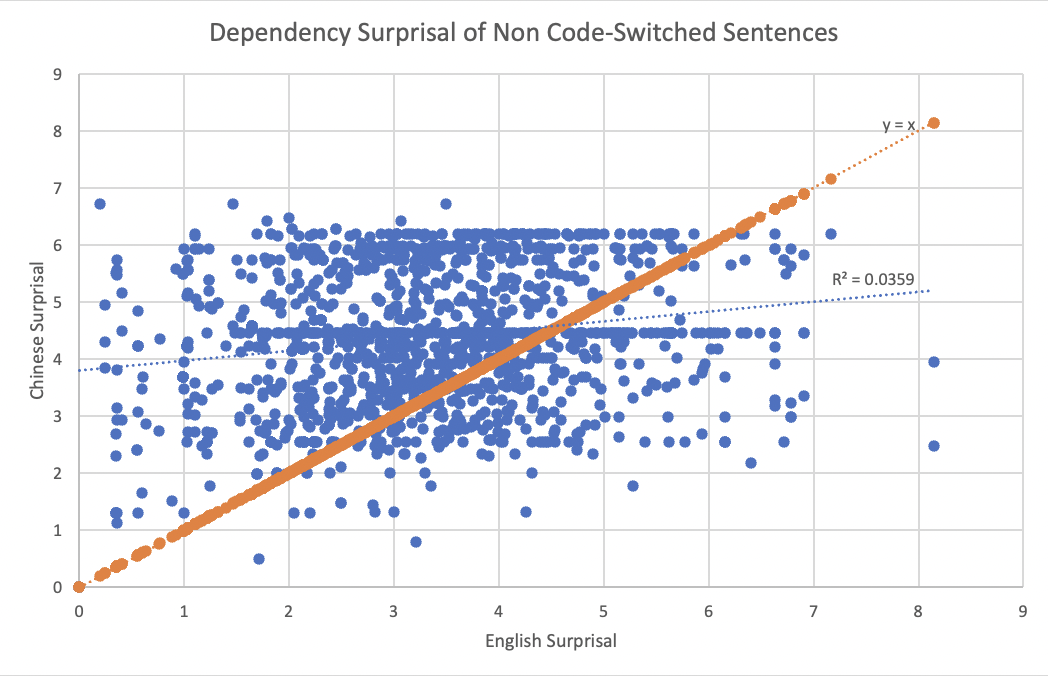 Dependency Surprisal of Non Code-Switched Sentences
9
8
7
6
5
4
3
2
1
0
Chinese Surprisal
y = x
R² = 0.0359
0 1 2 3 4 5 6 7 8 9
English Surprisal